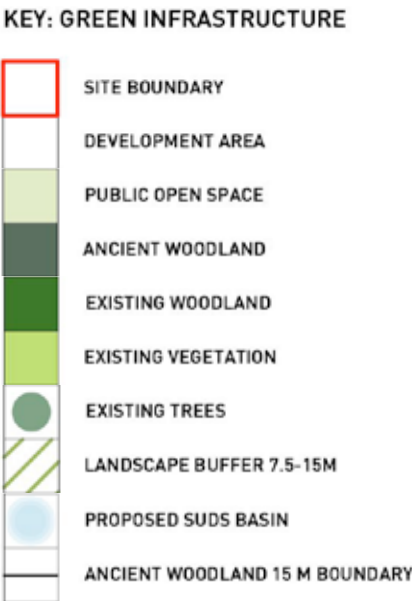 KEY: GREEN INFRASTRUCTURE
SITE BOUNDARY
DEVELOPMENT AREA
PUBLIC OPEN SPACE
ANCIENT WOODLAND
EXISTING WOODLAND
EXISTING VEGETATION
EXISTING TREES
LANDSCAPE BUFFER 7.5-15M
PROPOSED SUDS BASIN
ANCIENT WOODLAND 15 M BOUNDARY